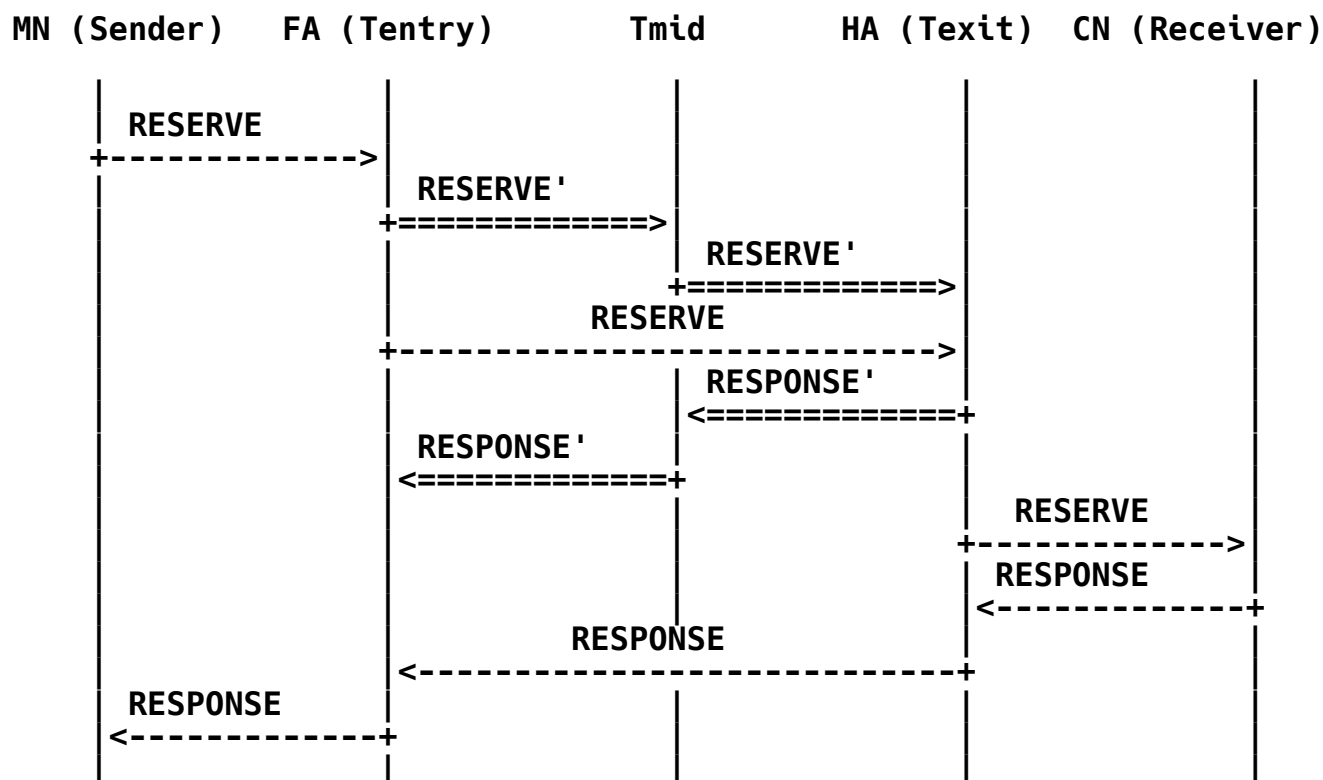 MN (Sender) FA (Tentry) Tmid HA (Texit) CN (Receiver)
RESERVE
RESERVE'
RESERVE'
RESERVE
RESPONSE'
RESPONSE'
RESERVE
RESPONSE
RESPONSE
RESPONSE